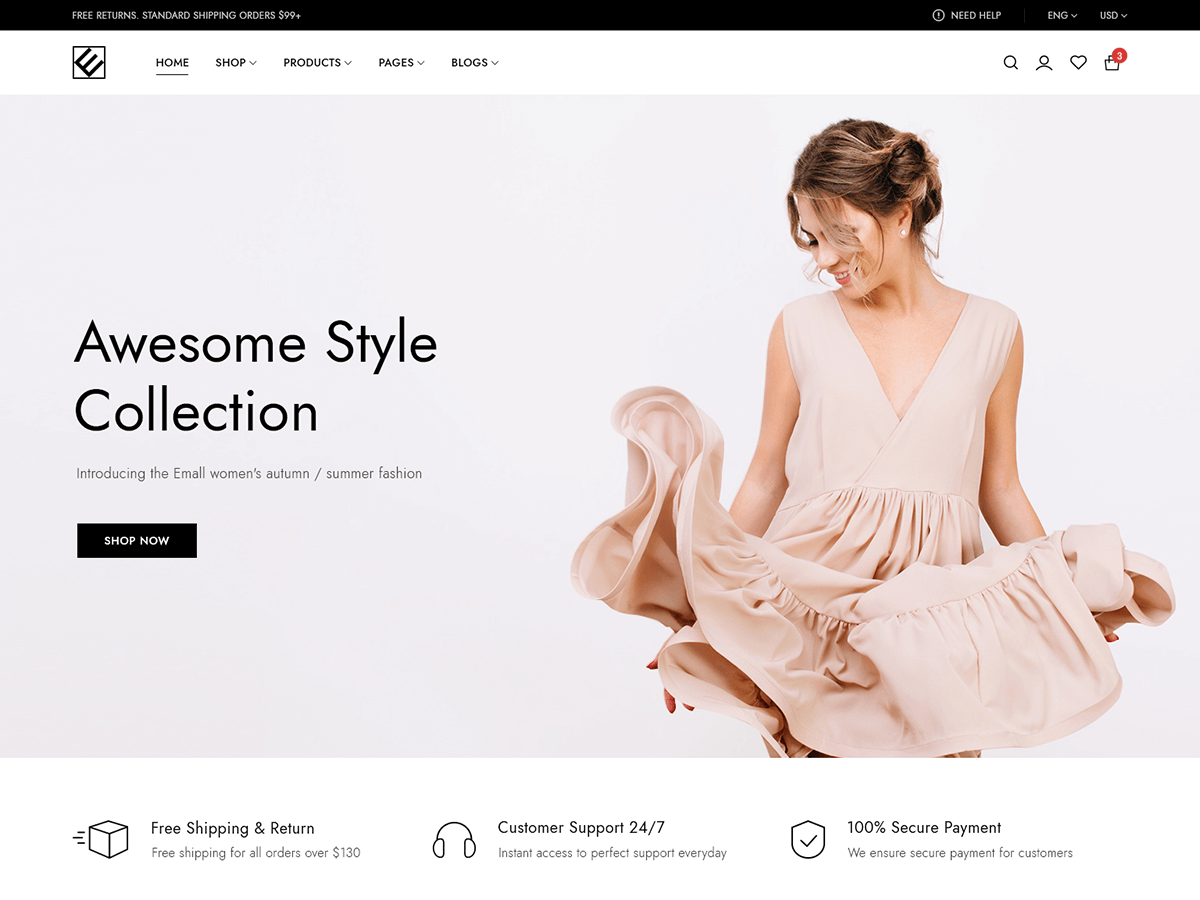 FREE RETURNS. STANDARD SHIPPING ORDERS $99+
NEED HELP
ENG
USD
HOME
SHOP
PRODUCTS
PAGES
BLOGS
3
Awesome Style
Collection
Introducing the Emall women's autumn / summer fashion
SHOP NOW
Free Shipping & Return
Free shipping for all orders over $130
Customer Support 24/7
Instant access to perfect support everyday
100% Secure Payment
We ensure secure payment for customers